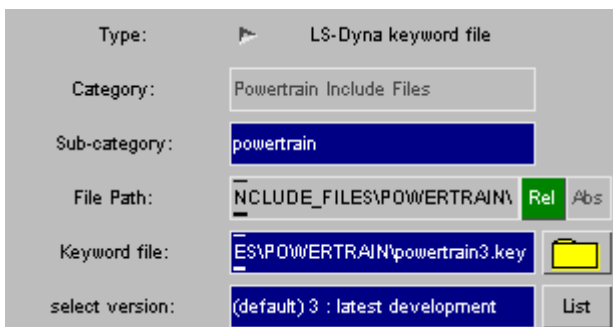 Type: LS-Dyna keyword file
Category: Powertrain Include Files
Sub-category: powertrain
File Path: NCLUDE_FILES\POWERTRAIN\ Rel Abs
Keyword file: ES\POWERTRAIN\powertrain3.key
select version: (default) 3 : latest development List